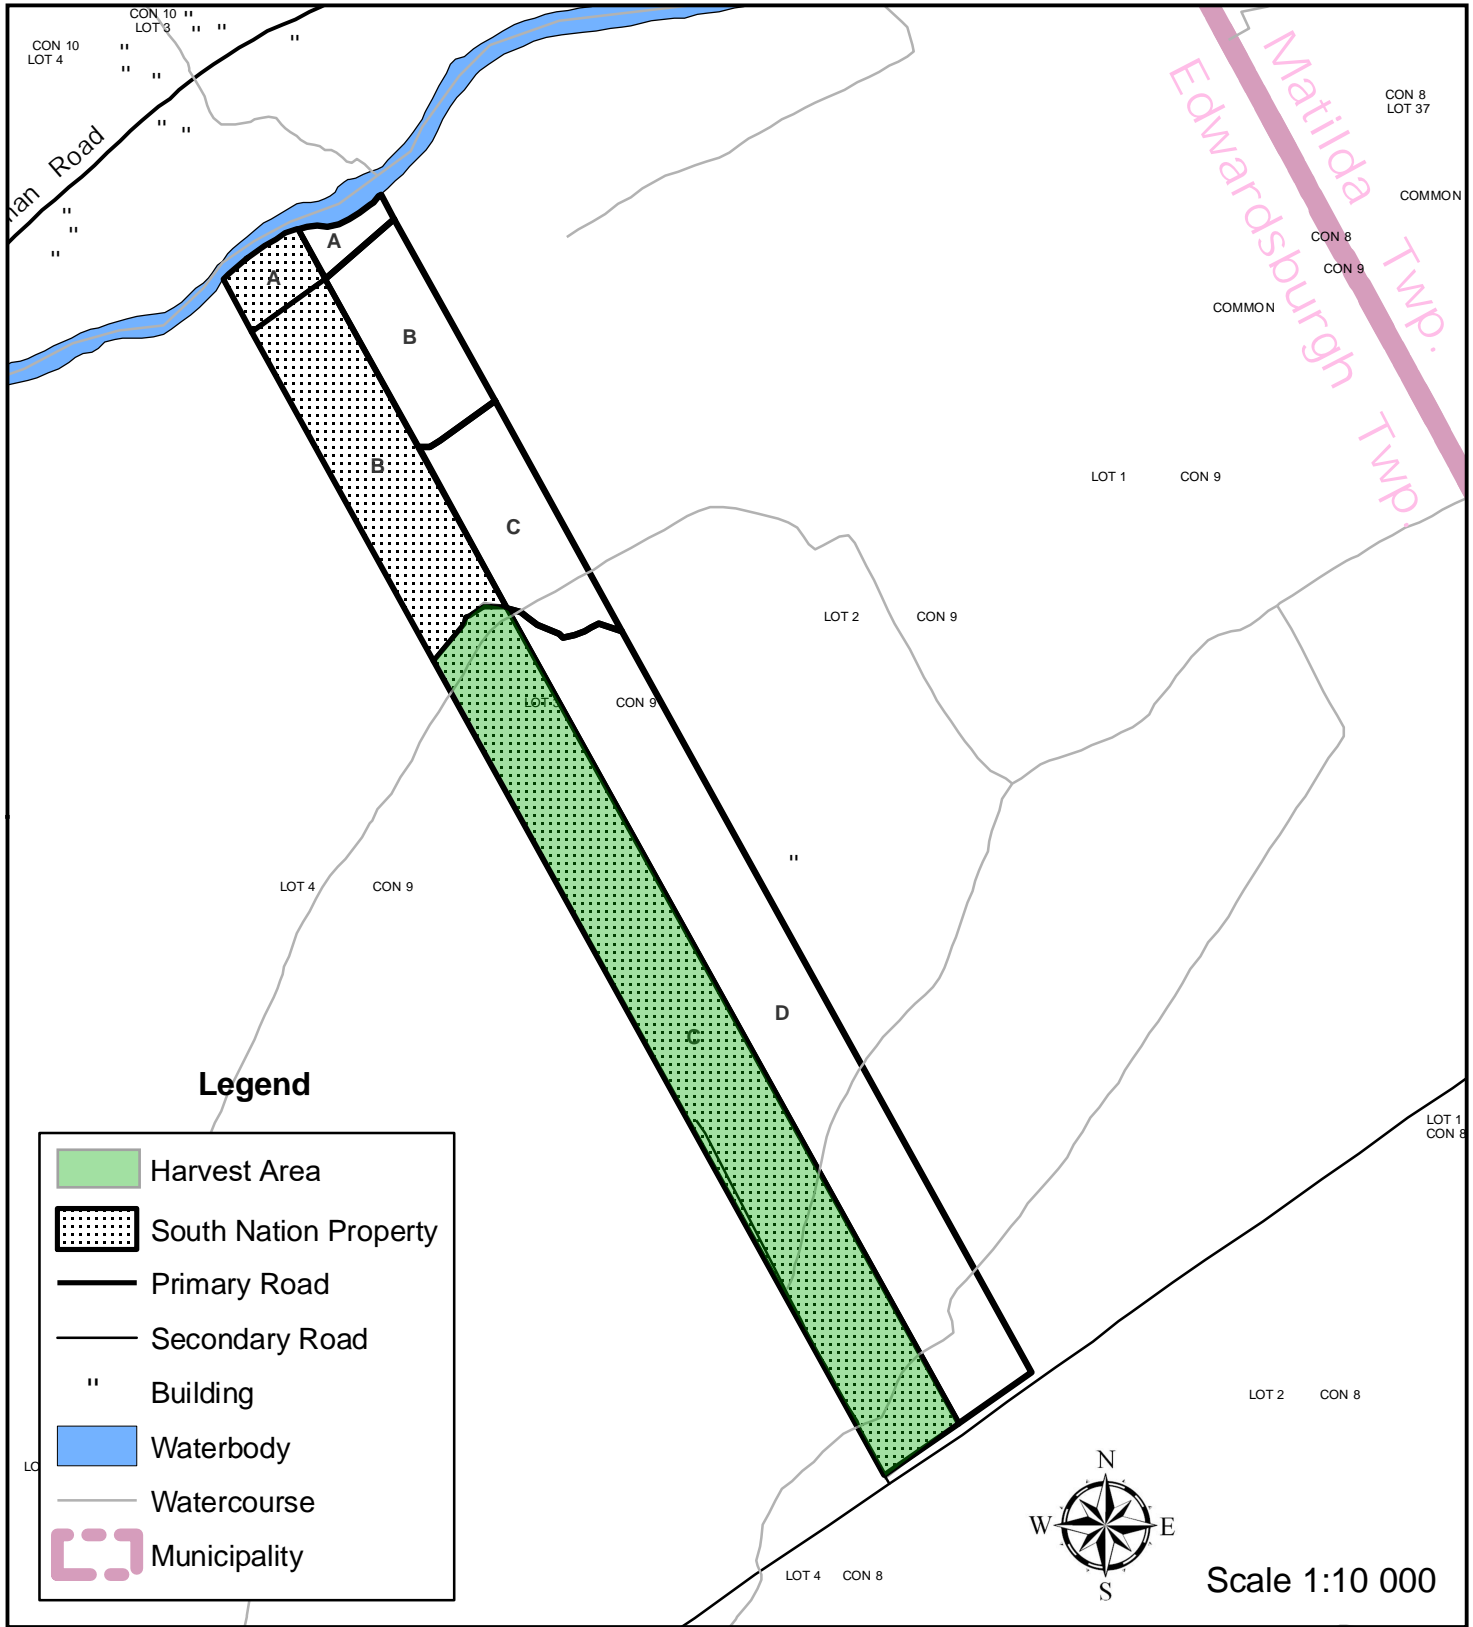 CON 10
LOT 3
CON 10
LOT 4
Road
Matilda Twp.
Edwardsburgh Twp.
CON 8
LOT 37
COMMON
CON 8
CON 9
COMMON
A
A
B
B
LOT 1 CON 9
C
LOT 2 CON 9
LOT 3 CON 9
LOT 4 CON 9
D
C
LOT 1
CON 8
LOT 2 CON 8
LOT 4 CON 8
Legend
Harvest Area
South Nation Property
Primary Road
Secondary Road
" Building
Waterbody
Watercourse
Municipality
N
W E
S
Scale 1:10 000